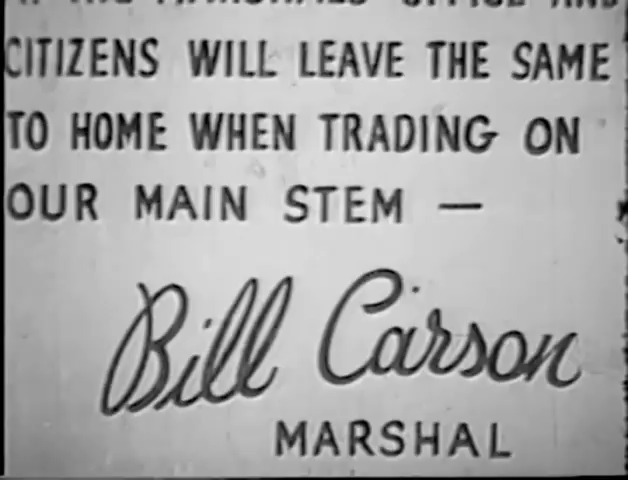 CITIZENS WILL LEAVE THE SAME
TO HOME WHEN TRADING ON
OUR MAIN STEM —
Bill Carson
MARSHAL